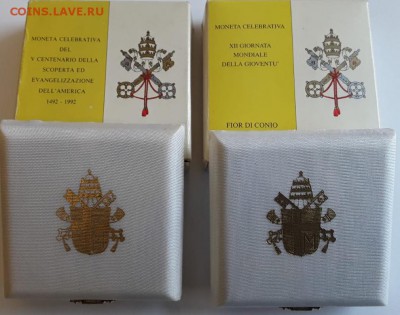 COINS.LAVE.RU
MONETA CELEBRATIVA
DEL
V CENTENARIO DELLA
SCOPERTA ED
EVANGELIZZAZIONE
DELL'AMERICA
1492 - 1992
MONETA CELEBRATIVA
XII GIORNATA
MONDIALE
DELLA GIOVENTU'
FIOR DI CONIO
M